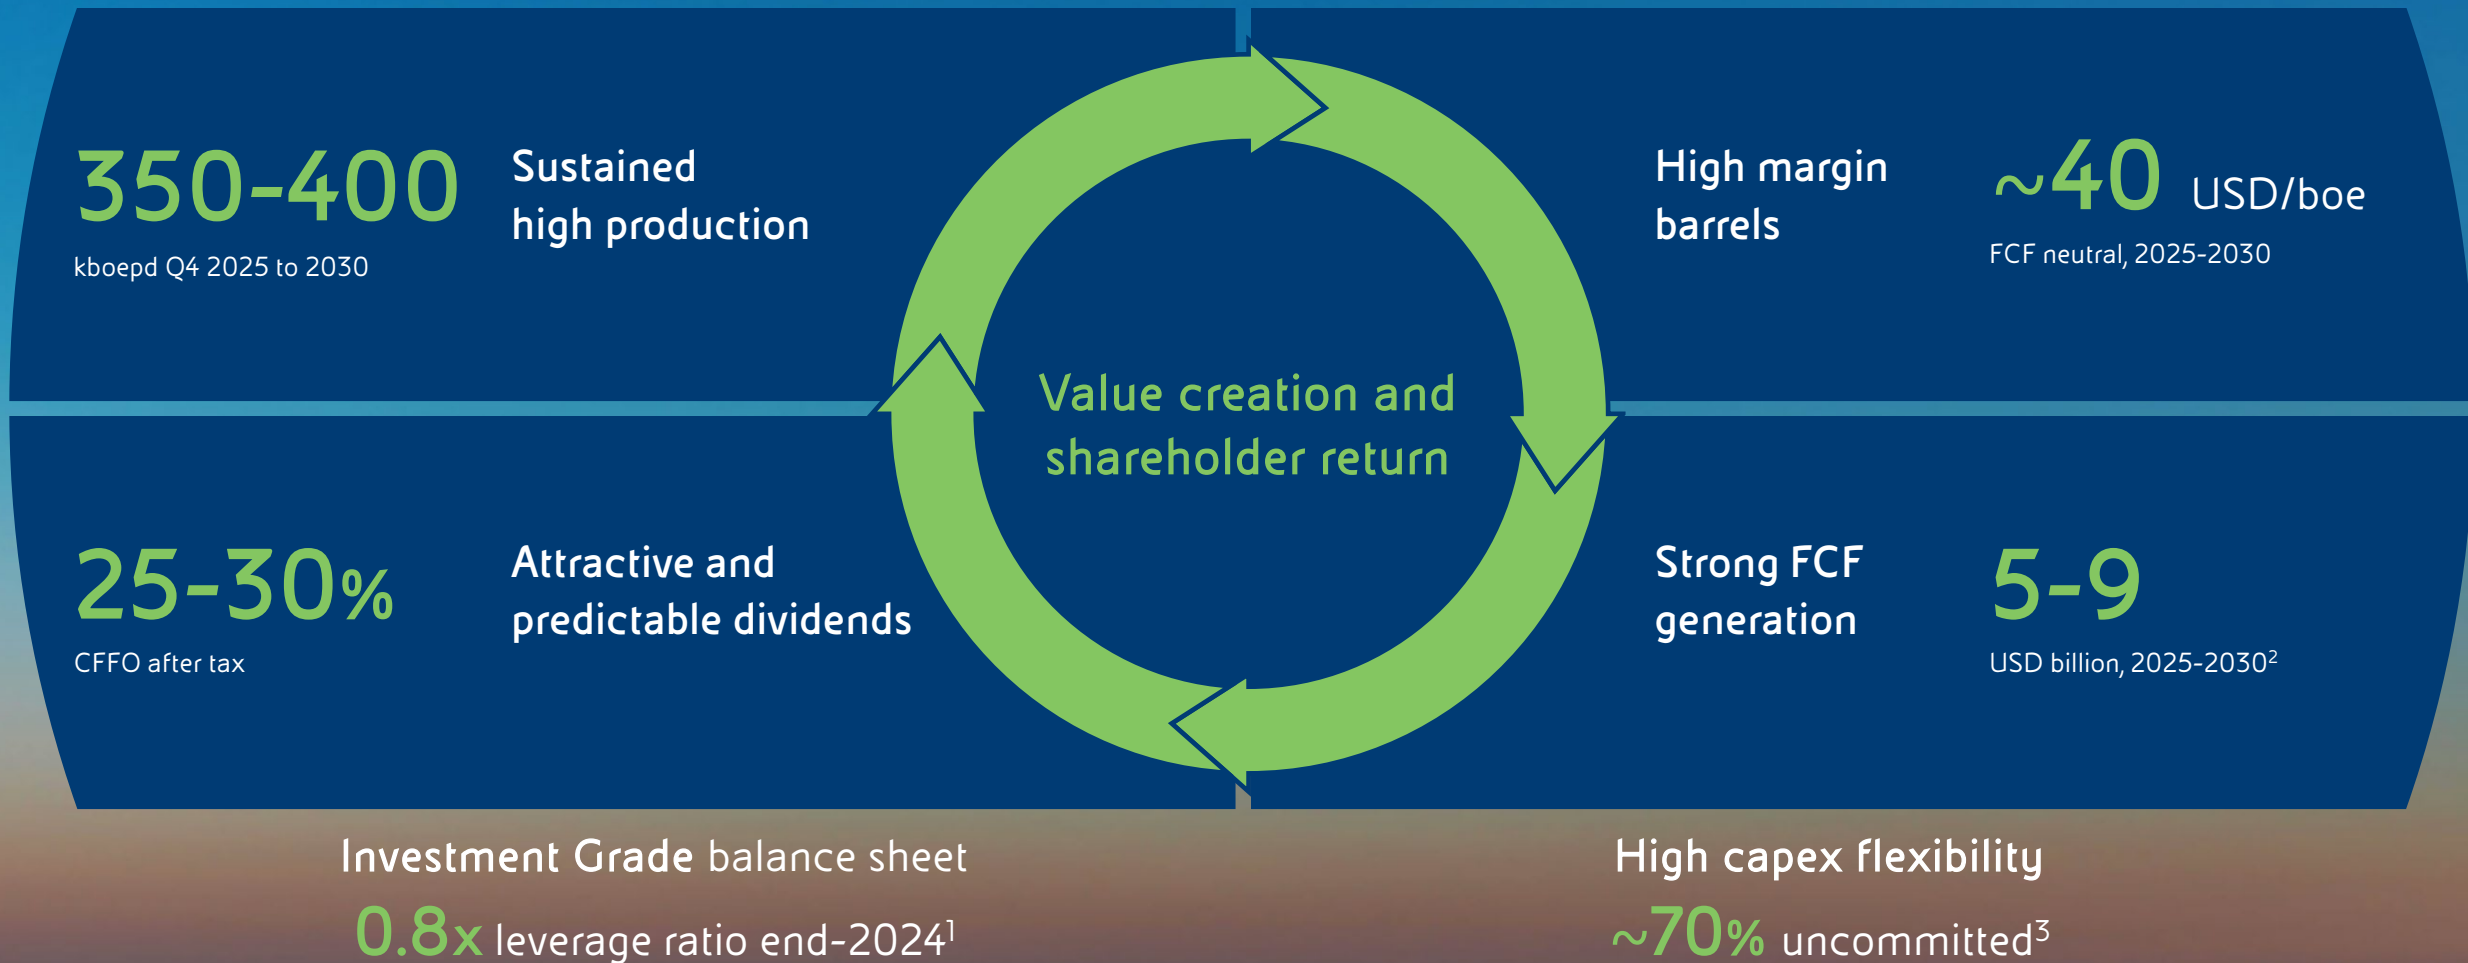 350-400
kboepd Q4 2025 to 2030
Sustained
high production
High margin
barrels
~40 USD/boe
FCF neutral, 2025-2030
Value creation and
shareholder return
25-30%
CFFO after tax
Attractive and
predictable dividends
Strong FCF
generation
5-9
USD billion, 2025-2030²
Investment Grade balance sheet
0.8x leverage ratio end-2024¹
High capex flexibility
~70% uncommitted³